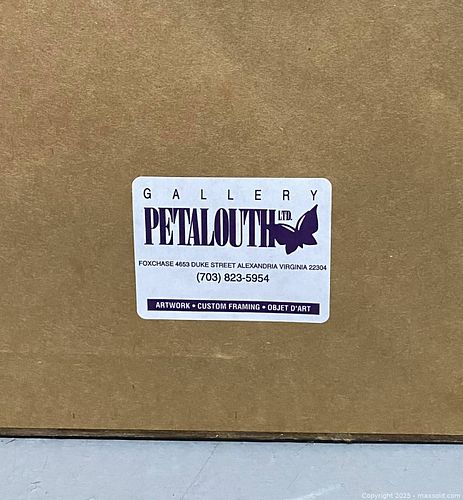 GALLERY
PETALOUTH LTD.
FOXCHASE 4653 DUKE STREET ALEXANDRIA VIRGINIA 22304
(703) 823-5954
ARTWORK • CUSTOM FRAMING • OBJET D'ART
Copyright © 2025 - maxsold.com